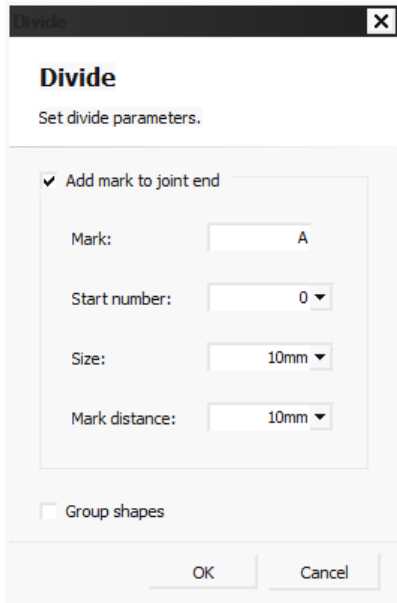 Divide
Divide
Set divide parameters.
Add mark to joint end
Mark: A
Start number: 0
Size: 10mm
Mark distance: 10mm
Group shapes
OK Cancel